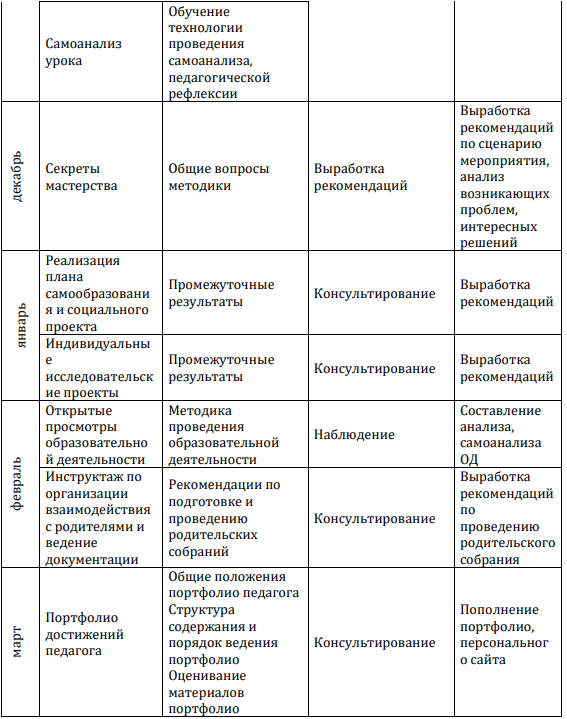 Самоанализ
урока
Обучение
технологии
проведения
самоанализа,
педагогической
рефлексии
декабрь
Секреты
мастерства
Общие вопросы
методики
Выработка
рекомендаций
Выработка
рекомендаций
по сценарию
мероприятия,
анализ
возникающих
проблем,
интересных
решений
январь
Реализация
плана
самообразовани
я и социального
проекта
Промежуточные
результаты
Консультирование
Выработка
рекомендаций
Индивидуальны
е
исследовательс
кие проекты
Промежуточные
результаты
Консультирование
Выработка
рекомендаций
февраль
Открытые
просмотры
образовательно
й деятельности
Методика
проведения
образовательной
деятельности
Наблюдение
Составление
анализа,
самоанализа
ОД
Инструктаж по
организации
взаимодействия
с родителями и
ведение
документации
Рекомендации по
подготовке и
проведению
родительских
собраний
Консультирование
Выработка
рекомендаций
по
проведению
родительского
собрания
март
Портфолио
достижений
педагога
Общие положения
портфолио педагога
Структура
содержания и
порядок ведения
портфолио
Оценивание
материалов
портфолио
Консультирование
Пополнение
портфолио,
персональног
о сайта